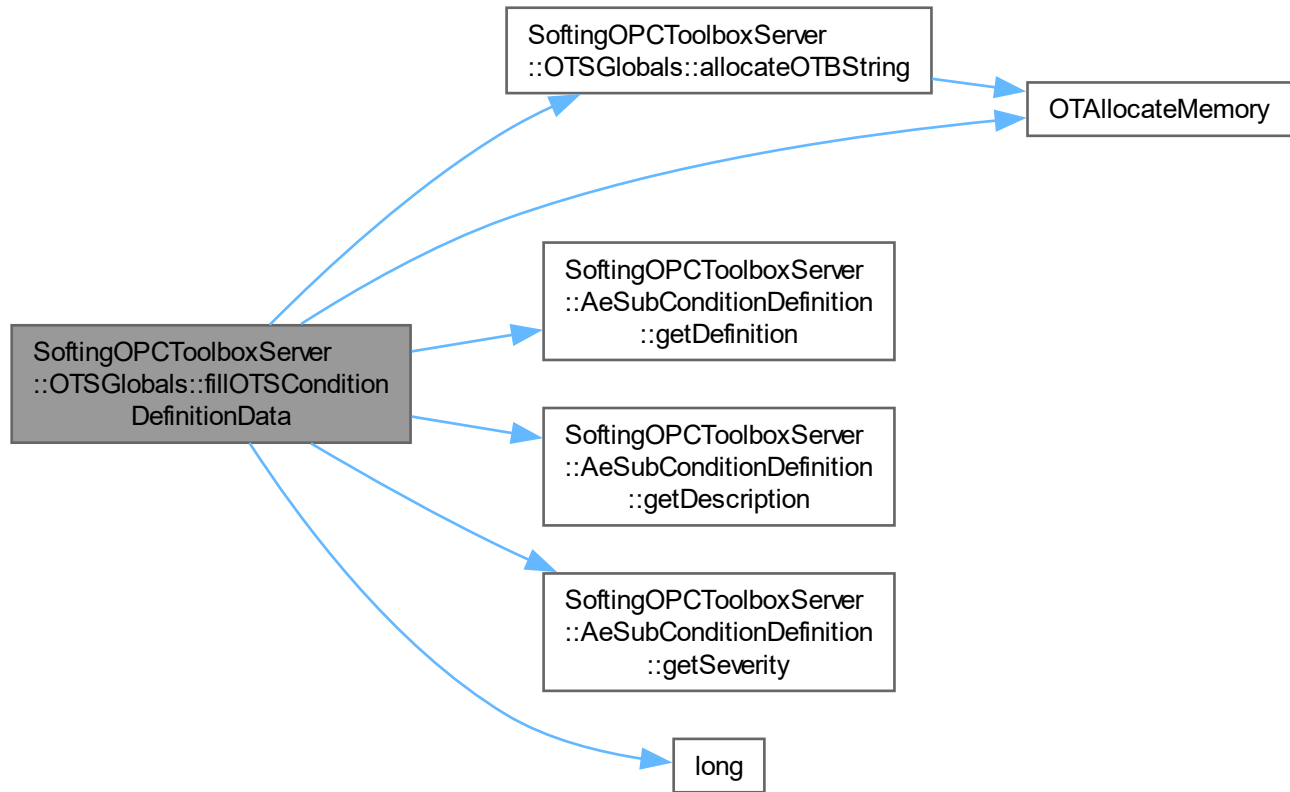 SoftingOPCToolboxServer
::OTSGlobals::allocateOTBString
OTAllocateMemory
SoftingOPCToolboxServer
::AeSubConditionDefinition
::getDefinition
SoftingOPCToolboxServer
::OTSGlobals::fillOTSCondition
DefinitionData
SoftingOPCToolboxServer
::AeSubConditionDefinition
::getDescription
SoftingOPCToolboxServer
::AeSubConditionDefinition
::getSeverity
long